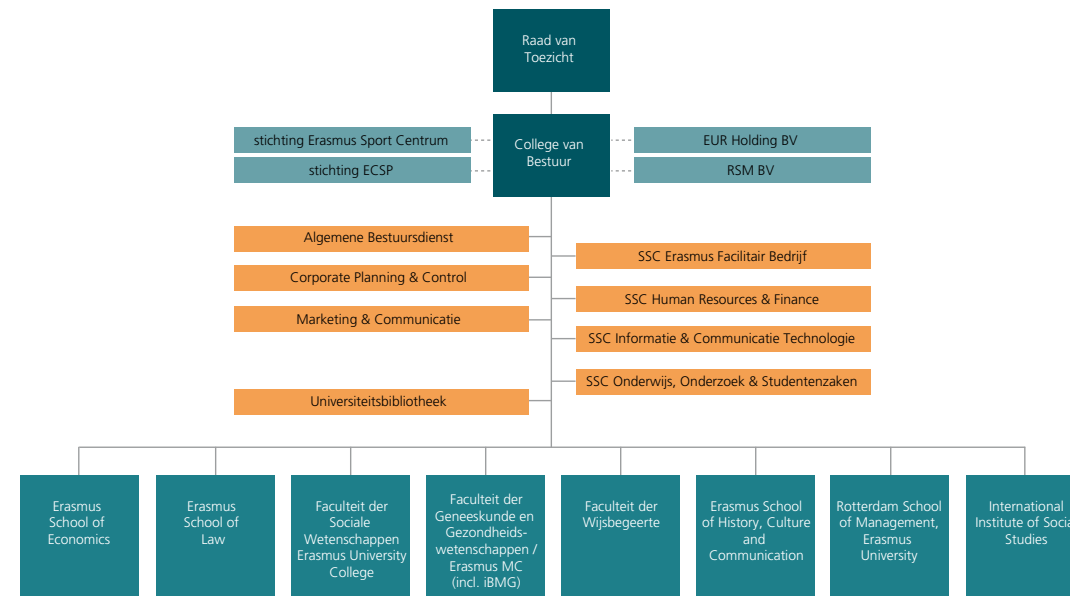 Raad van
Toezicht
stichting Erasmus Sport Centrum
College van
Bestuur
EUR Holding BV
stichting ECSP
RSM BV
Algemene Bestuursdienst
SSC Erasmus Facilitair Bedrijf
Corporate Planning & Control
SSC Human Resources & Finance
Marketing & Communicatie
SSC Informatie & Communicatie Technologie
SSC Onderwijs, Onderzoek & Studentenzaken
Universiteitsbibliotheek
Erasmus
School of
Economics
Erasmus
School of
Law
Faculteit der
Sociale
Wetenschappen
Erasmus University
College
Faculteit der
Geneeskunde en
Gezondheids-
wetenschappen /
Erasmus MC
(incl. iBMG)
Faculteit der
Wijsbegeerte
Erasmus School
of History, Culture
and
Communication
Rotterdam School
of Management,
Erasmus
University
International
Institute of Socia
Studies